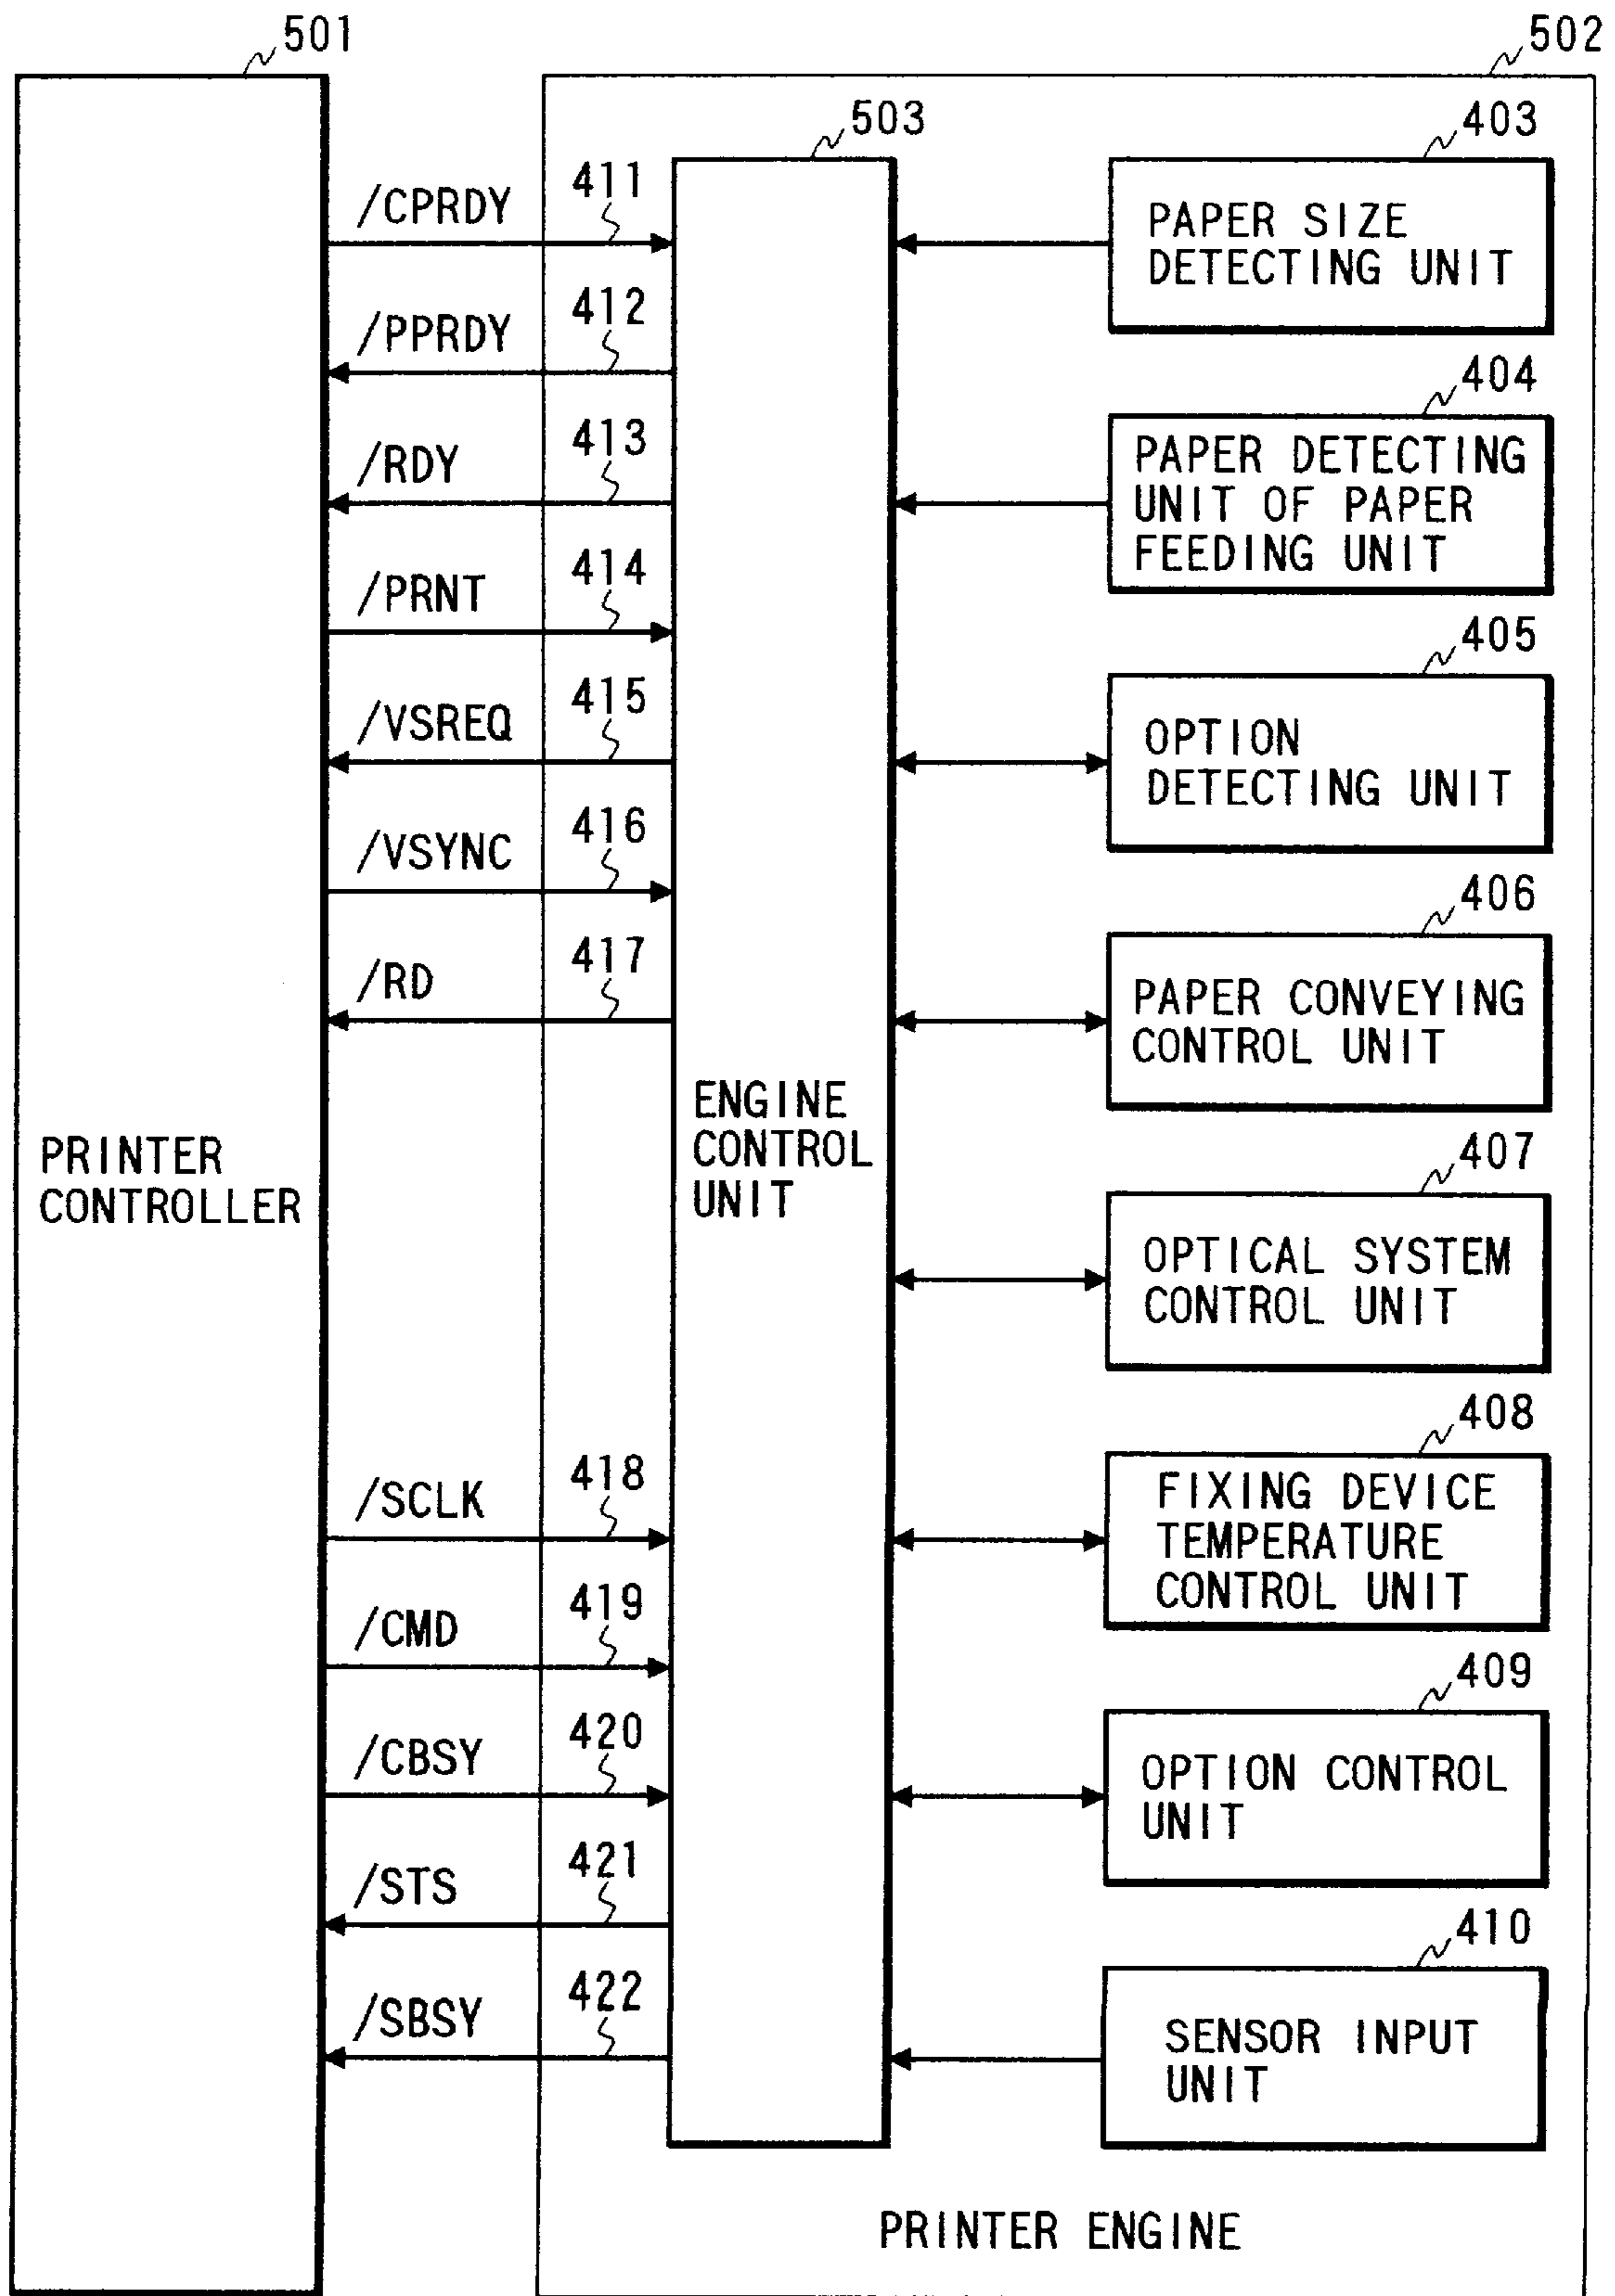 501
502
503
403
/CPRDY
411
PAPER SIZE
DETECTING UNIT
/PPRDY
412
404
/RDY
413
PAPER DETECTING
UNIT OF PAPER
FEEDING UNIT
/PRNT
414
405
/VSREQ
415
OPTION
DETECTING UNIT
/VSYNC
416
406
/RD
417
PAPER CONVEYING
CONTROL UNIT
PRINTER
CONTROLLER
ENGINE
CONTROL
UNIT
407
OPTICAL SYSTEM
CONTROL UNIT
408
/SCLK
418
FIXING DEVICE
TEMPERATURE
CONTROL UNIT
/CMD
419
409
/CBSY
420
OPTION CONTROL
UNIT
/STS
421
410
/SBSY
422
SENSOR INPUT
UNIT
PRINTER ENGINE